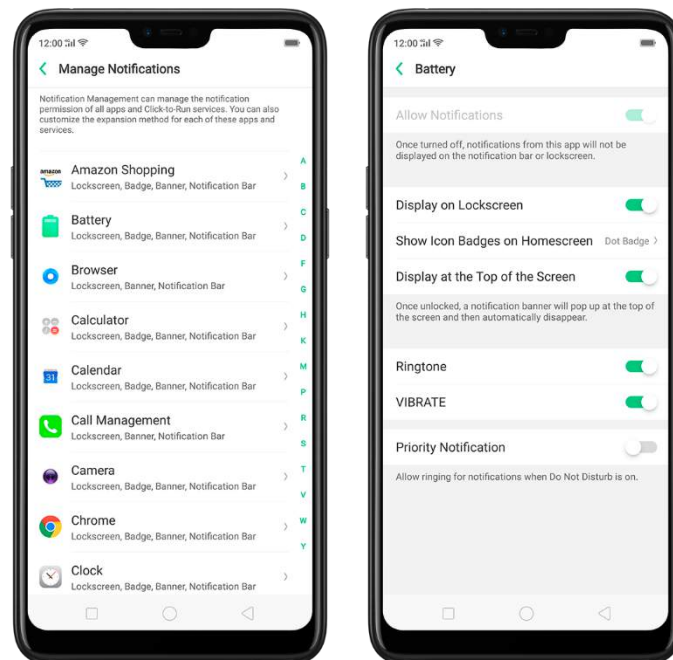 12:00
Manage Notifications
Notification Management can manage the notification
permission of all apps and Click-to-Run services. You can also
customize the expansion method for each of these apps and
services.
A
amazon
Amazon Shopping
Lockscreen, Badge, Banner, Notification Bar
B
C
Battery
Lockscreen, Badge, Banner, Notification Bar
D
F
Browser
Lockscreen, Banner, Notification Bar
G
H
Calculator
Lockscreen, Badge, Banner, Notification Bar
K
M
31
Calendar
Lockscreen, Badge, Banner, Notification Bar
P
R
Call Management
Lockscreen, Banner, Notification Bar
S
T
Camera
Lockscreen, Badge, Banner, Notification Bar
V
W
Chrome
Lockscreen, Badge, Banner, Notification Bar
Y
Clock
Lockscreen, Badge, Banner, Notification Bar
12:00
Battery
Allow Notifications
Once turned off, notifications from this app will not be
displayed on the notification bar or lockscreen.
Display on Lockscreen
Show Icon Badges on Homescreen Dot Badge
Display at the Top of the Screen
Once unlocked, a notification banner will pop up at the top of
the screen and then automatically disappear.
Ringtone
VIBRATE
Priority Notification
Allow ringing for notifications when Do Not Disturb is on.